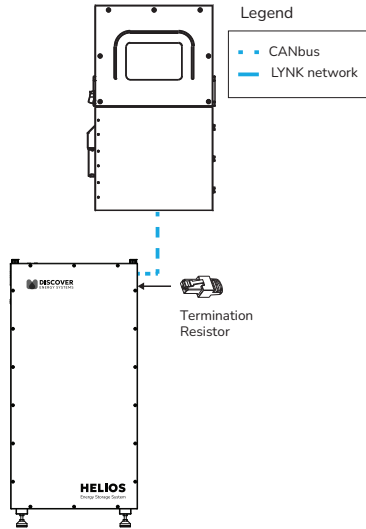 Legend
CANbus
LYNK network
DISCOVER
ENERGY SYSTEMS
Termination
Resistor
HELIOS
Energy Storage System